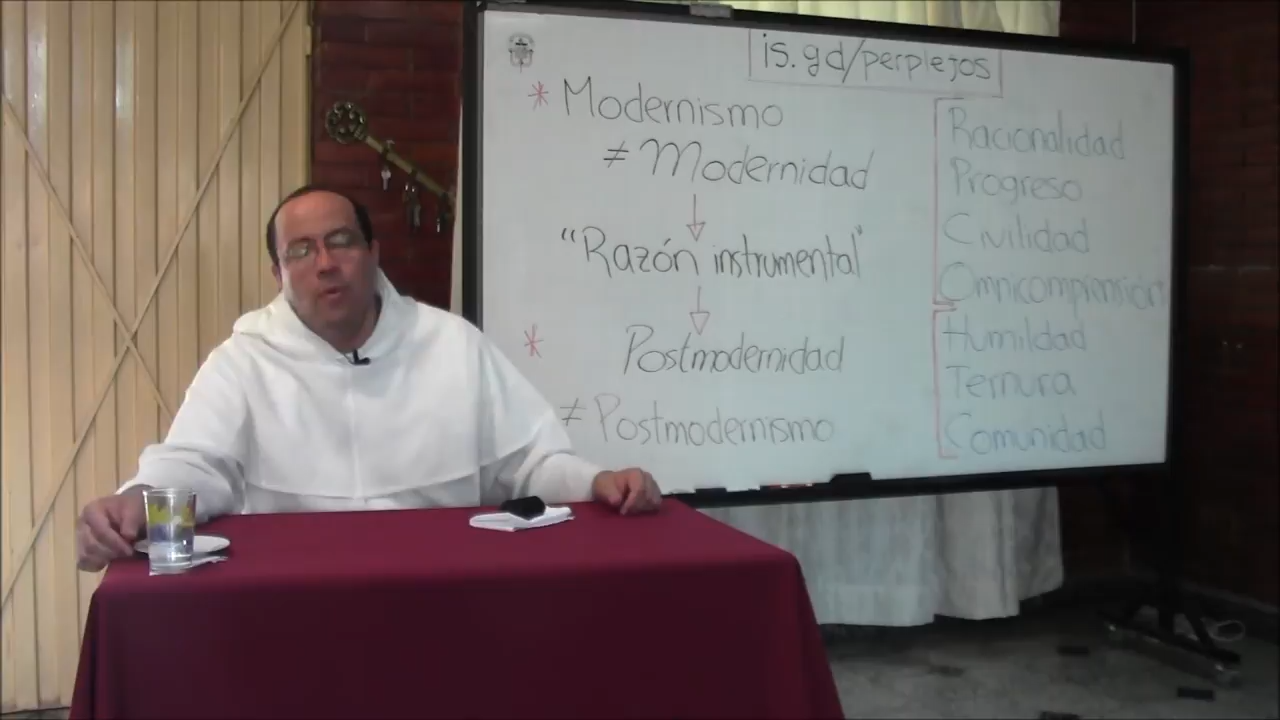 is.gd/perplejos
* Modernismo
≠ Modernidad
"Razón instrumental"
* Postmodernidad
≠ Postmodernismo
Racionalidad
Progreso
Civilidad
Omnicomprensión
Humildad
Ternura
Comunidad